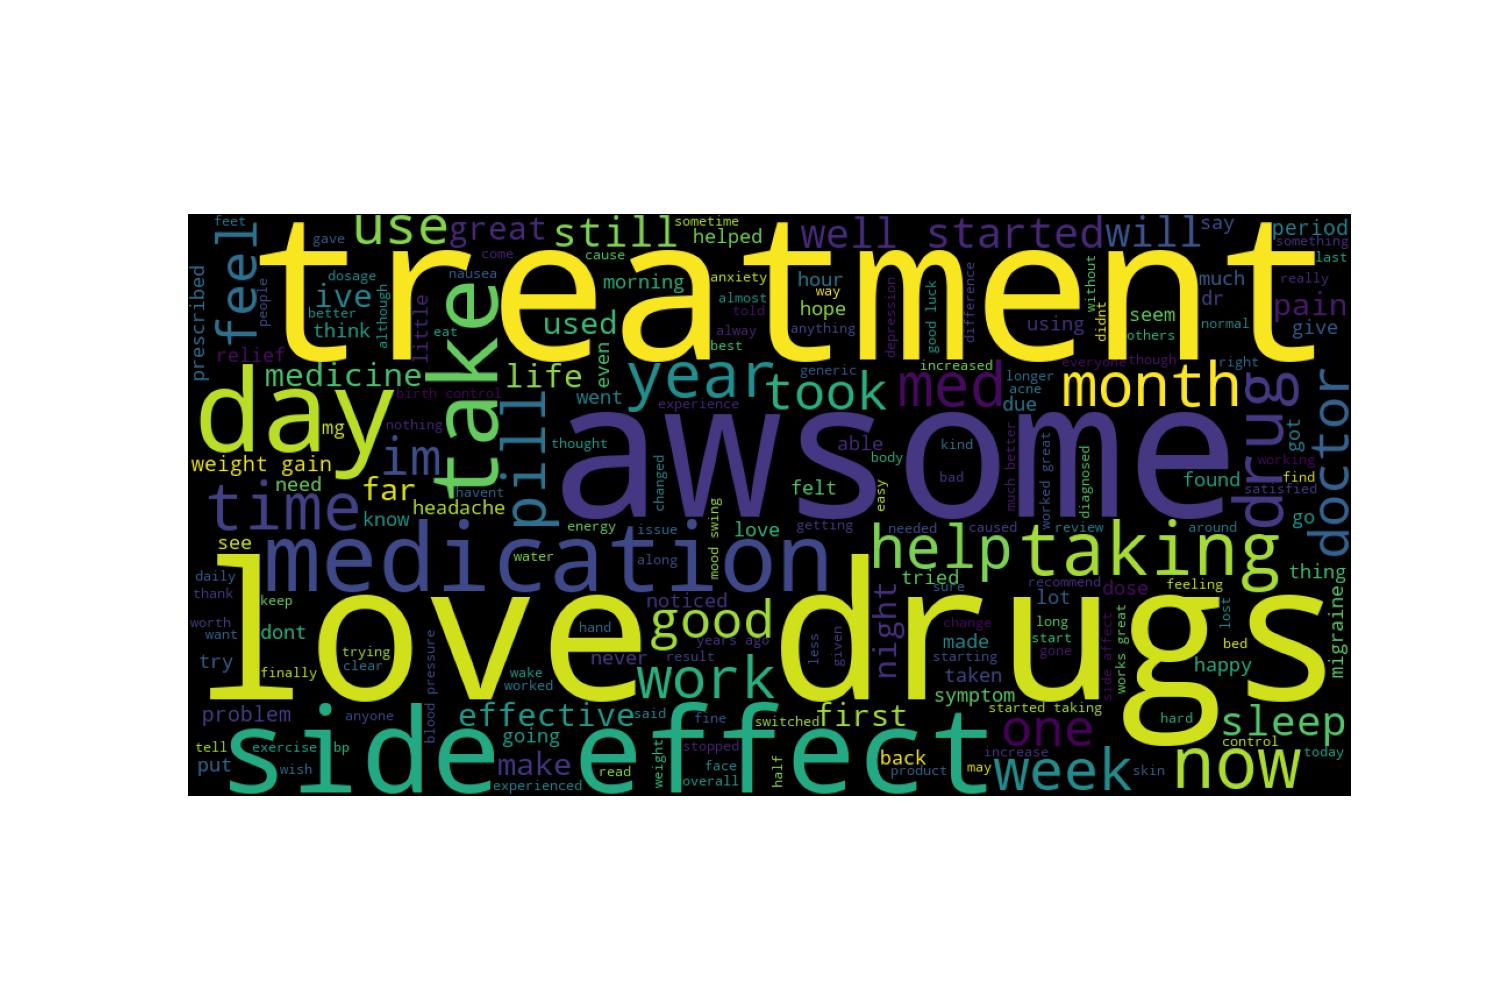 feet
use
great
still
sometime
helped
well started
will
say
period
something
last
feel
gave
treatment
come
cause
prescribed
people
dosage
nausea
morning
anxiety
hour
way
difference
without
much
really
ive
better
although
little
take
almost
told
hope
depression
good luck
dr
pain
think
eat
used
alway
anything
using
didnt
seem
others
normal
give
relief
best
even
increased
everyone
though
right
medicine
life
year
generic
med
longer
month
drug
doctor
day
birth control
went
took
acne
due
pill
experience
awsome
mg
nothing
thought
able
kind
much better
got
weight gain
im
changed
body
worked great
diagnosed
working
need
far
havent
felt
easy
bad
found
find
satisfied
time
know
headache
mood swing
energy
issue
love
getting
needed
caused
review
around
go
see
medication
water
along
help
taking
tried
thing
daily
love drugs
sure
recommend
dose
feeling
thank
keep
noticed
night
lot
lost
migraine
worth
want
dont
hand
good
years ago
less
given
change
long
made
start
works great
side affect
bed
try
trying
clear
blood pressure
never
result
starting
gone
happy
finally
wake
worked
work
taken
symptom
started taking
problem
anyone
effective
said
fine
switched
first
one
hard
sleep
tell
exercise
bp
side effect
going
stopped
back
increase
control
today
put
wish
make
read
weight
face
half
product
may
week
skin
now
experienced
overall